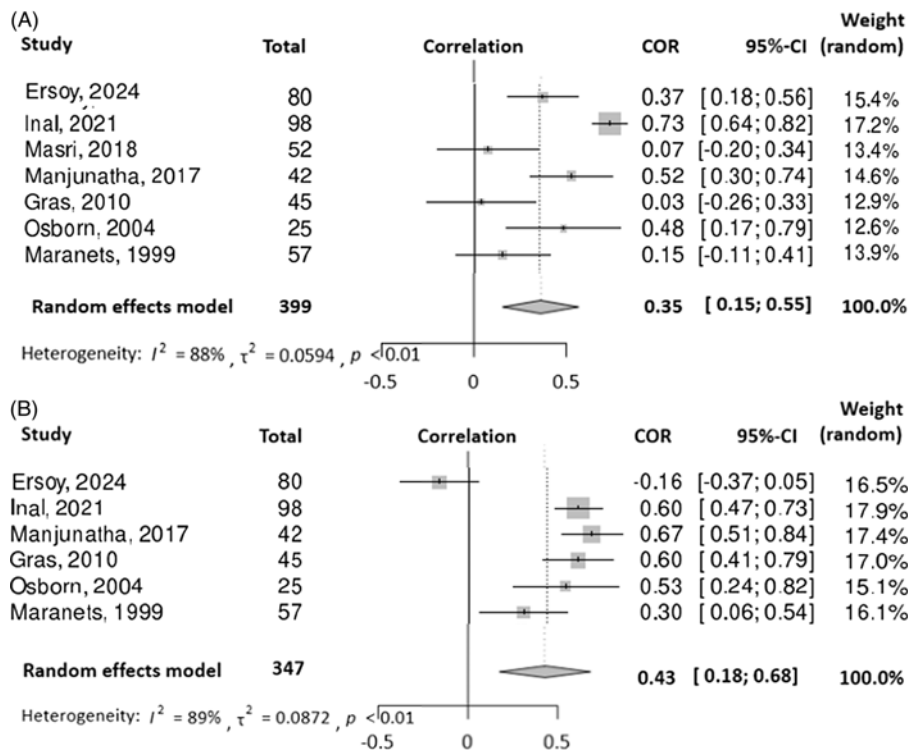 (A)
Study Total Correlation COR 95%-CI Weight (random)
Ersoy, 2024 80 0.37 [ 0.18; 0.56] 15.4%
Inal, 2021 98 0.73 [ 0.64; 0.82] 17.2%
Masri, 2018 52 0.07 [-0.20; 0.34] 13.4%
Manjunatha, 2017 42 0.52 [ 0.30; 0.74] 14.6%
Gras, 2010 45 0.03 [-0.26; 0.33] 12.9%
Osborn, 2004 25 0.48 [ 0.17; 0.79] 12.6%
Maranets, 1999 57 0.15 [-0.11; 0.41] 13.9%
Random effects model 399 0.35 [ 0.15; 0.55] 100.0%
Heterogeneity: I² = 88% , τ² = 0.0594 , p < 0.01
-0.5 0 0.5
(B)
Study Total Correlation COR 95%-CI Weight (random)
Ersoy, 2024 80 -0.16 [-0.37; 0.05] 16.5%
Inal, 2021 98 0.60 [ 0.47; 0.73] 17.9%
Manjunatha, 2017 42 0.67 [ 0.51; 0.84] 17.4%
Gras, 2010 45 0.60 [ 0.41; 0.79] 17.0%
Osborn, 2004 25 0.53 [ 0.24; 0.82] 15.1%
Maranets, 1999 57 0.30 [ 0.06; 0.54] 16.1%
Random effects model 347 0.43 [ 0.18; 0.68] 100.0%
Heterogeneity: I² = 89% , τ² = 0.0872 , p < 0.01
-0.5 0 0.5